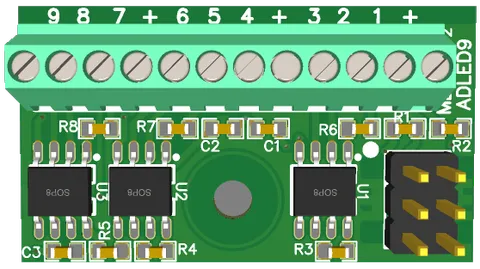 9 8 7 + 6 5 4 + 3 2 1 +
ADLED9
R8 R7 C2 C1 R6 R1 R2
SOP8 U3 SOP8 U2 SOP8 U1
C3 R5 R4 R3